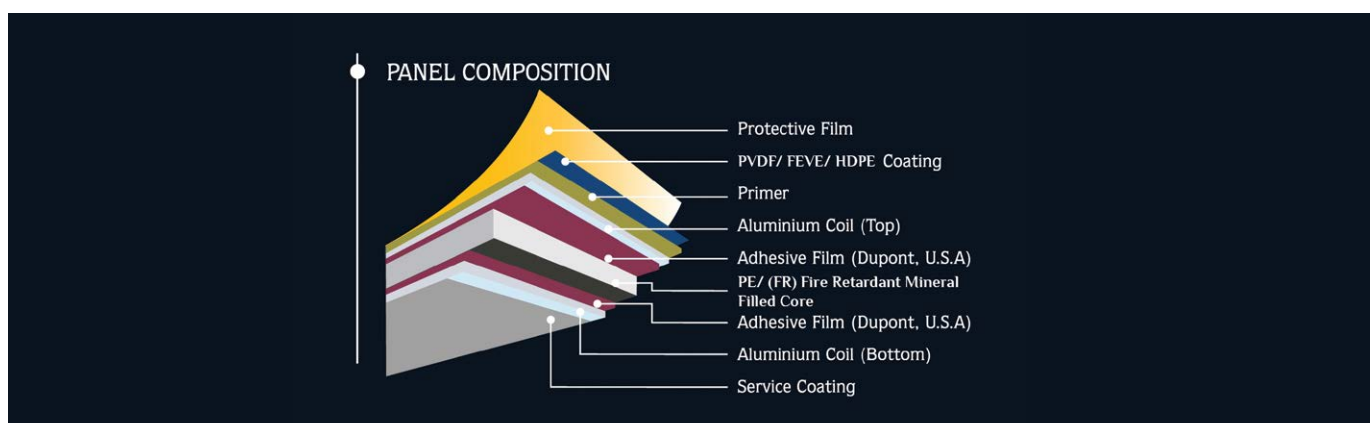 PANEL COMPOSITION
Protective Film
PVDF/ FEVE/ HDPE Coating
Primer
Aluminium Coil (Top)
Adhesive Film (Dupont, U.S.A)
PE/ (FR) Fire Retardant Mineral
Filled Core
Adhesive Film (Dupont, U.S.A)
Aluminium Coil (Bottom)
Service Coating